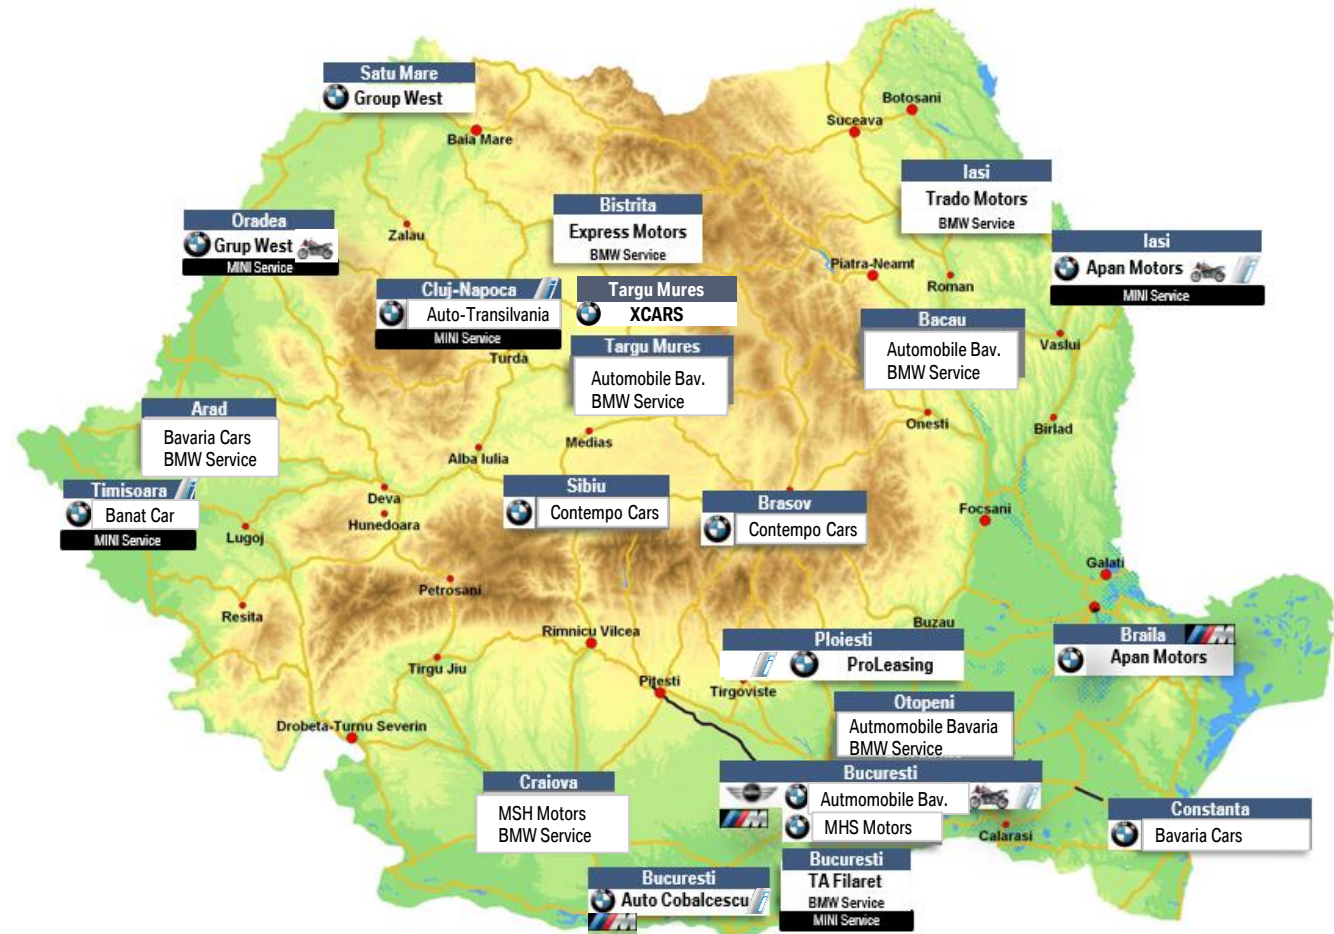 Satu Mare
Group West
Baia Mare
Botosani
Suceava
Iasi
Trado Motors
BMW Service
Oradea
Grup West
MINI Service
Zalau
Bistrita
Express Motors
BMW Service
Iasi
Apan Motors
MINI Service
Piatra-Neamt
Roman
Cluj-Napoca
Auto-Transilvania
MINI Service
Targu Mures
XCARS
Turda
Targu Mures
Automobile Bav.
BMW Service
Bacau
Automobile Bav.
BMW Service
Vaslui
Arad
Bavaria Cars
BMW Service
Onesti
Birlad
Medias
Alba Iulia
Timisoara
Banat Car
MINI Service
Deva
Hunedoara
Lugoj
Sibiu
Contempo Cars
Brasov
Contempo Cars
Focsani
Galati
Petrosani
Resita
Buzau
Rimnicu Vilcea
Braila
Apan Motors
Ploiesti
ProLeasing
Tirgu Jiu
Pitesti
Tirgoviste
Otopeni
Autmomobile Bavaria
BMW Service
Drobeta-Turnu Severin
Bucuresti
Autmomobile Bav.
MHS Motors
Craiova
MSH Motors
BMW Service
Constanta
Bavaria Cars
Calarasi
Bucuresti
TA Filaret
BMW Service
MINI Service
Bucuresti
Auto Cobalcescu